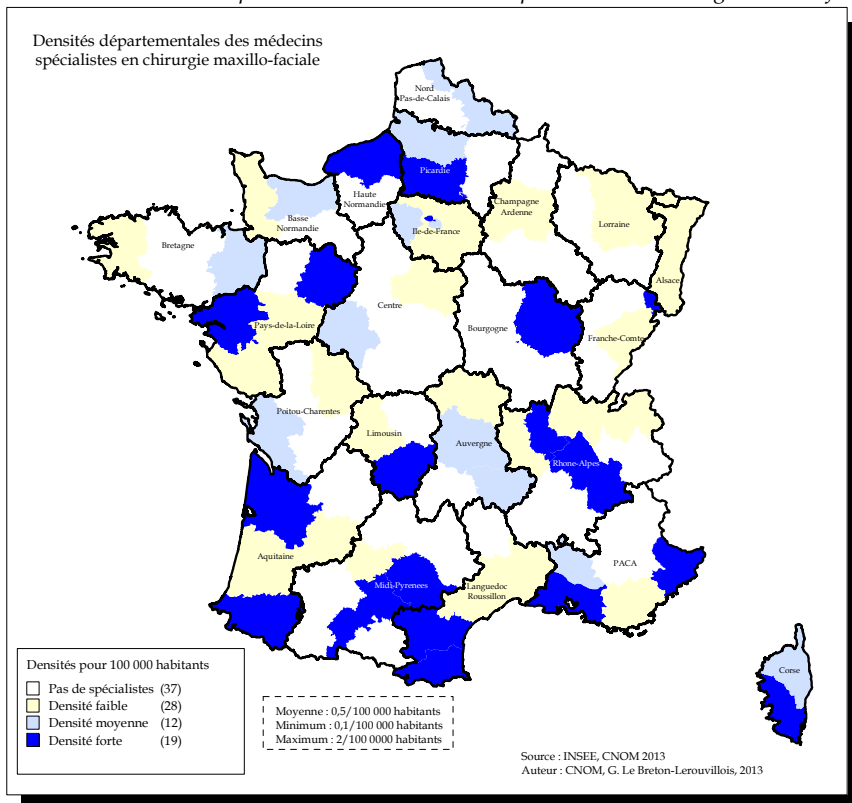 Densités départementales des médecins
spécialistes en chirurgie maxillo-faciale
Nord
Pas-de-Calais
Picardie
Haute
Normandie
Basse
Normandie
Champagne
Ardenne
Lorraine
Ile-de-France
Bretagne
Alsace
Centre
Pays-de-la-Loire
Bourgogne
Franche-Comte
Poitou-Charentes
Limousin
Auvergne
Rhone-Alpes
Aquitaine
PACA
Midi-Pyrenees
Languedoc
Roussillon
Corse
Densités pour 100 000 habitants
Pas de spécialistes (37)
Densité faible (28)
Densité moyenne (12)
Densité forte (19)
Moyenne : 0,5/100 000 habitants
Minimum : 0,1/100 000 habitants
Maximum : 2/100 0000 habitants
Source : INSEE, CNOM 2013
Auteur : CNOM, G. Le Breton-Lerouvillois, 2013